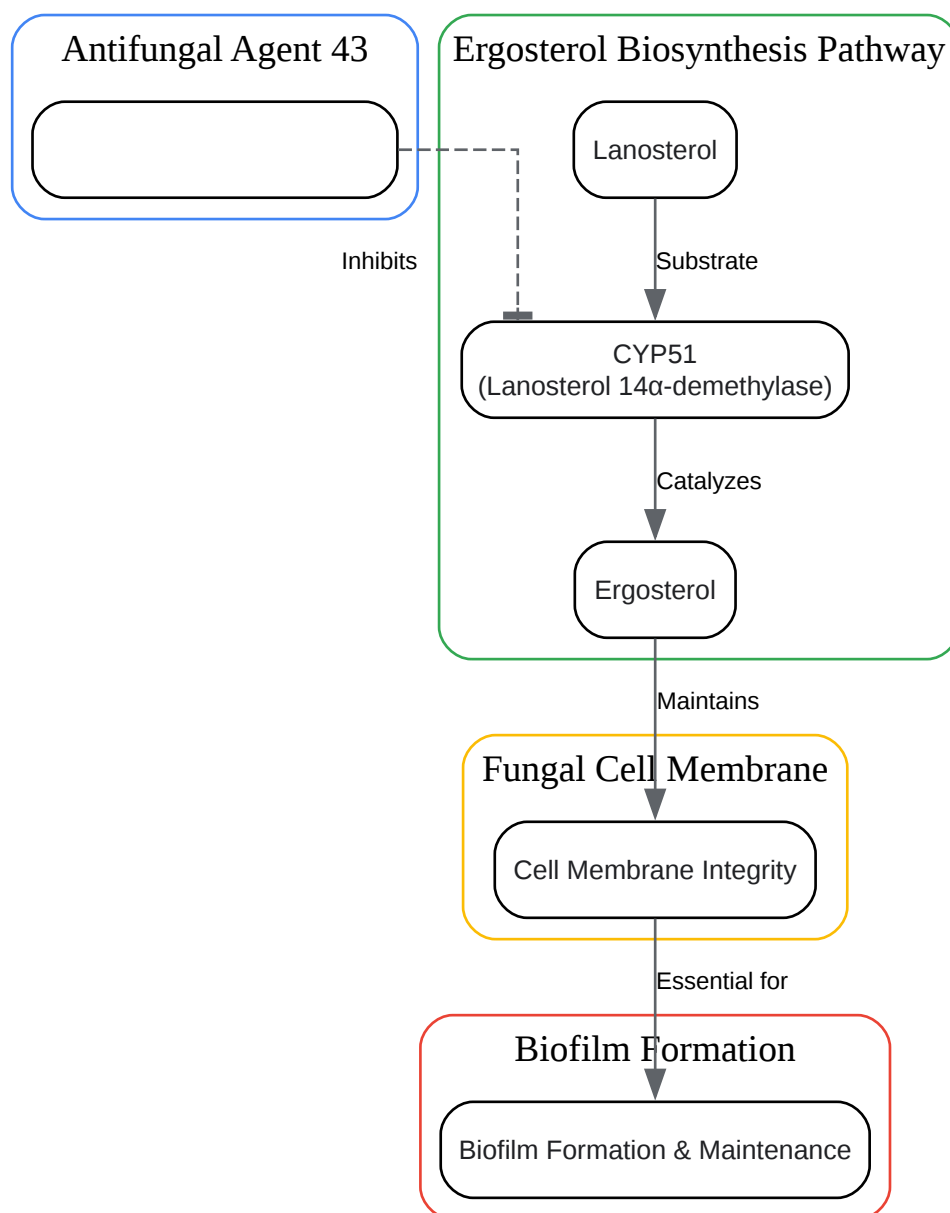 Antifungal Agent 43
Ergosterol Biosynthesis Pathway
Lanosterol
Inhibits
Substrate
CYP51
(Lanosterol 14α-demethylase)
Catalyzes
Ergosterol
Maintains
Fungal Cell Membrane
Cell Membrane Integrity
Essential for
Biofilm Formation
Biofilm Formation & Maintenance